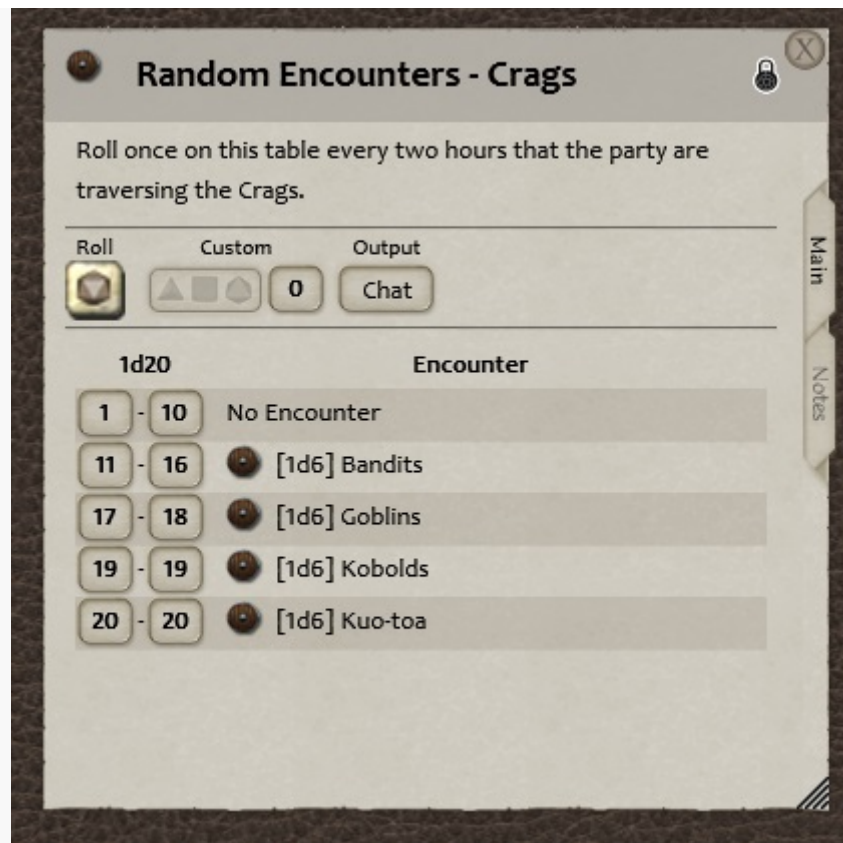 Random Encounters - Crags
X
Roll once on this table every two hours that the party are
traversing the Crags.
Roll Custom Output
0 Chat
Main
Notes
1d20 Encounter
1 - 10 No Encounter
11 - 16 [1d6] Bandits
17 - 18 [1d6] Goblins
19 - 19 [1d6] Kobolds
20 - 20 [1d6] Kuo-toa